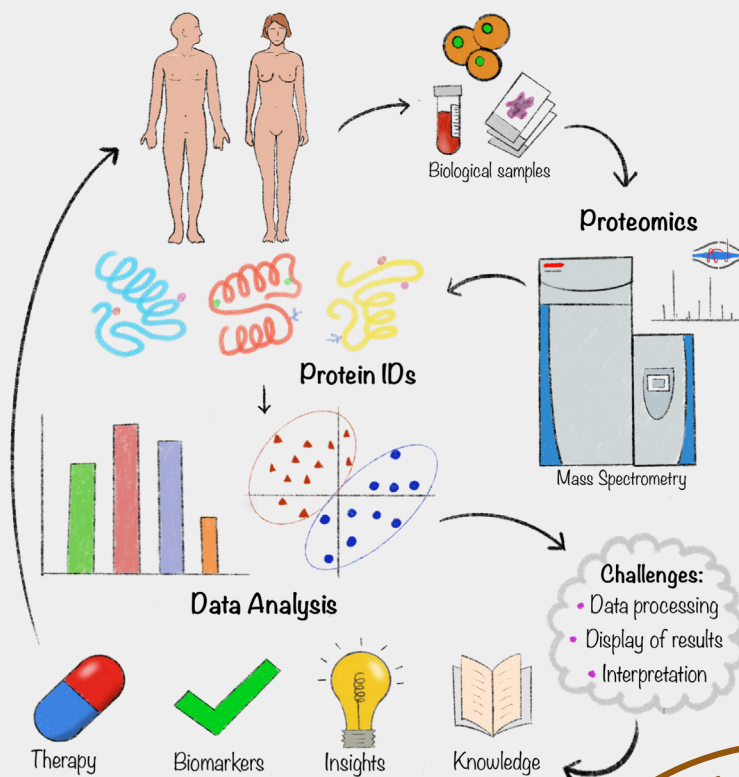 Biological samples
Proteomics
Protein IDs
Mass Spectrometry
Data Analysis
Challenges:
Data processing
Display of results
Interpretation
Therapy
Biomarkers
Insights
Knowledge